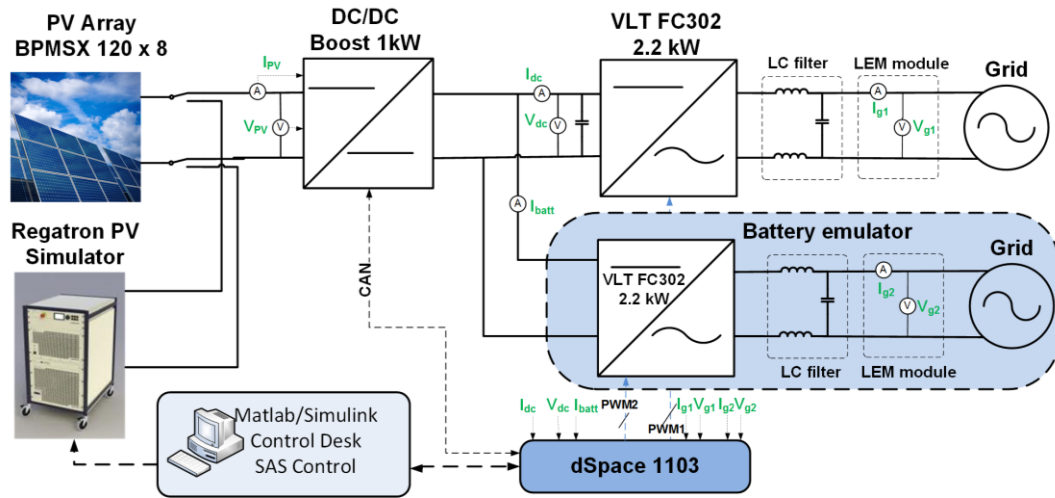 PV Array
BPMSX 120 x 8
DC/DC
Boost 1kW
VLT FC302
2.2 kW
LC filter
LEM module
Grid
I_PV
A
V_PV
V
I_dc
A
V_dc
V
I_batt
A
A
I_g1
V
V_g1
Regatron PV
Simulator
CAN
Battery emulator
VLT FC302
2.2 kW
Grid
A
I_g2
V
V_g2
LC filter
LEM module
Matlab/Simulink
Control Desk
SAS Control
I_dc
V_dc
I_batt
PWM2
PWM1
I_g1
V_g1
I_g2
V_g2
dSpace 1103